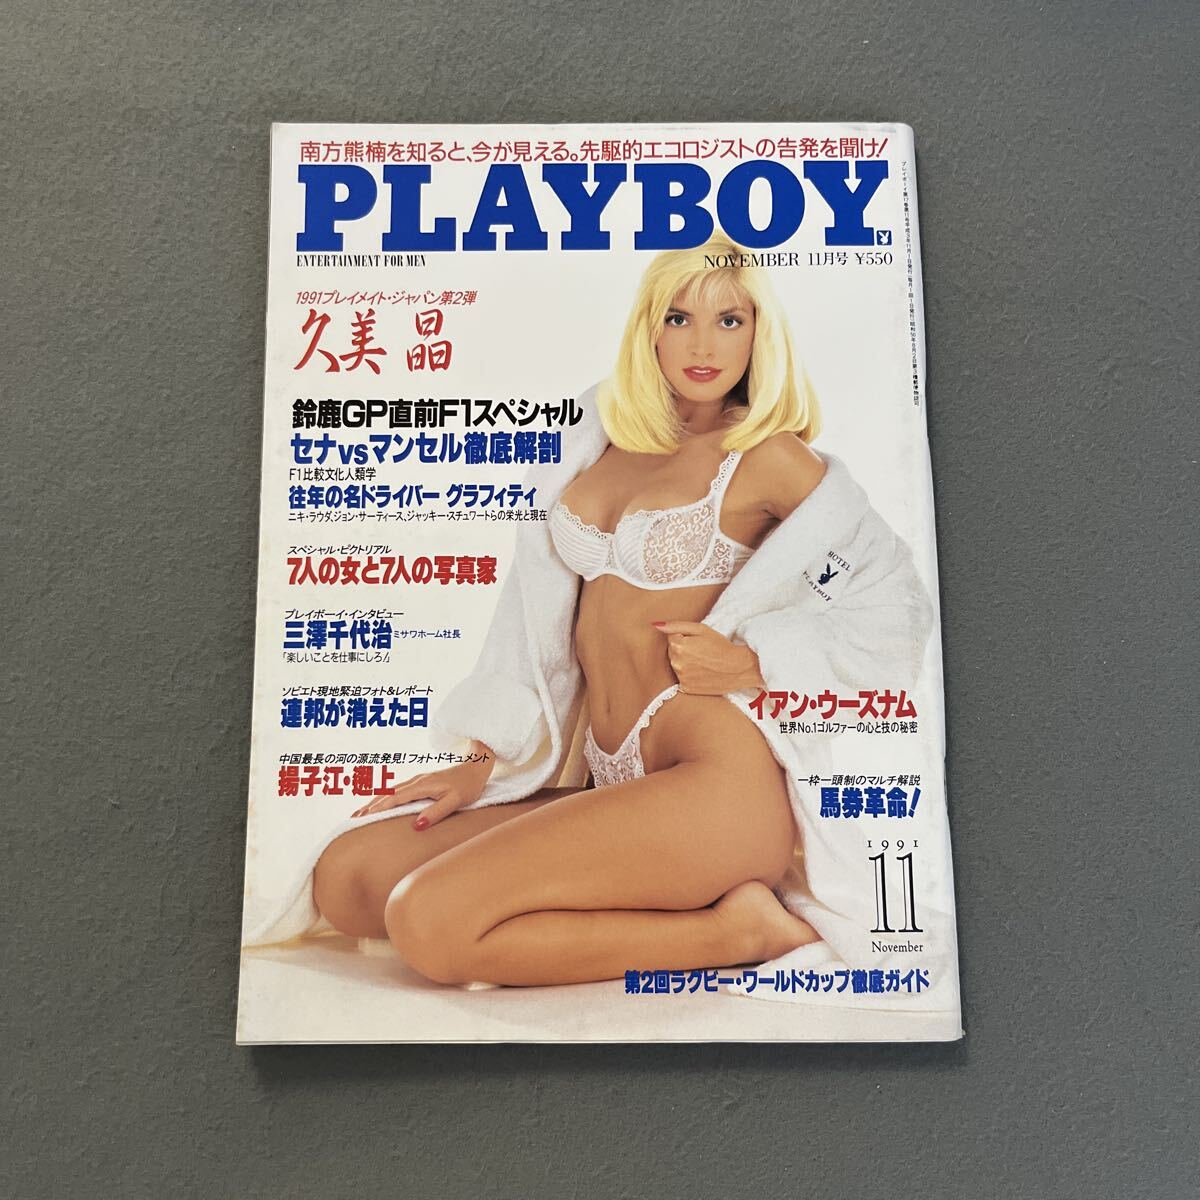 南方熊楠を知ると、今が見える。先駆的エコロジストの告発を聞け!
PLAYBOY
ENTERTAINMENT FOR MEN
NOVEMBER 11月号 ¥550
1991プレイメイト・ジャパン第2弾
久美 晶
鈴鹿GP直前F1スペシャル
セナvsマンセル徹底解剖
F1比較文化人類学
往年の名ドライバー グラフィティ
ニキ・ラウダ、ジョン・サーティース、ジャッキー・スチュワートらの栄光と現在
スペシャル・ピクトリアル
7人の女と7人の写真家
プレイボーイ・インタビュー
三澤千代治 ミサワホーム社長
「楽しいことを仕事にしろ!」
ソビエト現地緊迫フォト&レポート
連邦が消えた日
中国最長の河の源流発見!フォト・ドキュメント
揚子江・遡上
HOTEL
PLAYBOY
イアン・ウーズナム
世界No.1ゴルファーの心と技の秘密
一枠一頭制のマルチ解説
馬券革命!
1991
11
November
第2回ラグビー・ワールドカップ徹底ガイド